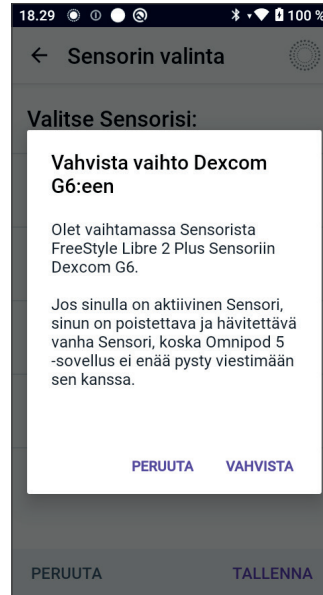 18.29 100 %
Sensorin valinta
Valitse Sensorisi:
Vahvista vaihto Dexcom
G6:een
Olet vaihtamassa Sensorista
FreeStyle Libre 2 Plus Sensoriin
Dexcom G6.
Jos sinulla on aktiivinen Sensori,
sinun on poistettava ja hävitettävä
vanha Sensori, koska Omnipod 5
-sovellus ei enää pysty viestimään
sen kanssa.
PERUUTA VAHVISTA
PERUUTA TALLENNA